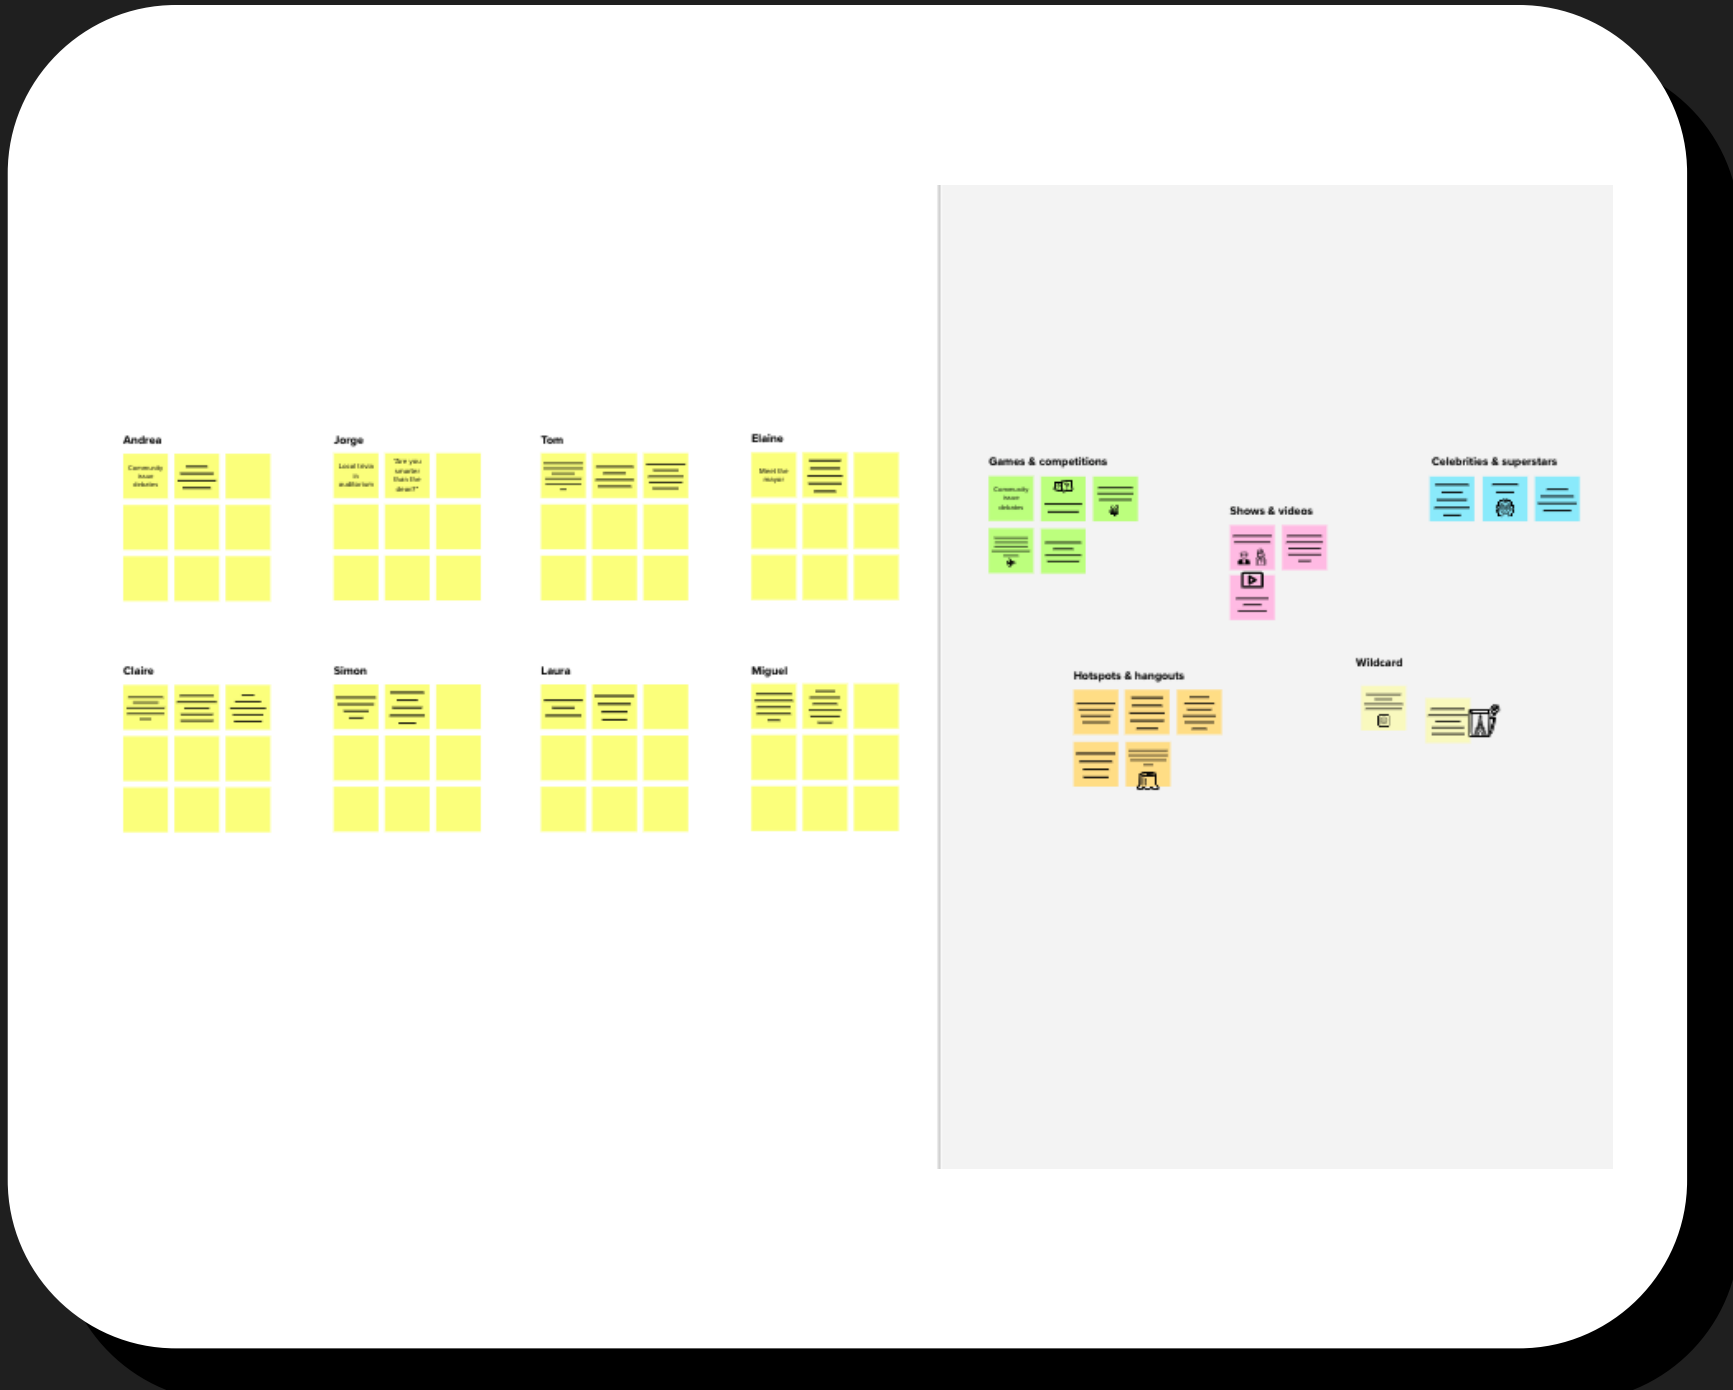 Andrea
Community
issue
debates
Jorge
Local trivia
in
auditorium
"Are you
smarter
than the
dean?"
Tom
Elaine
Meet the
mayor
Claire
Simon
Laura
Miguel
Games & competitions
Community
issue
debates
Shows & videos
Celebrities & superstars
Hotspots & hangouts
Wildcard